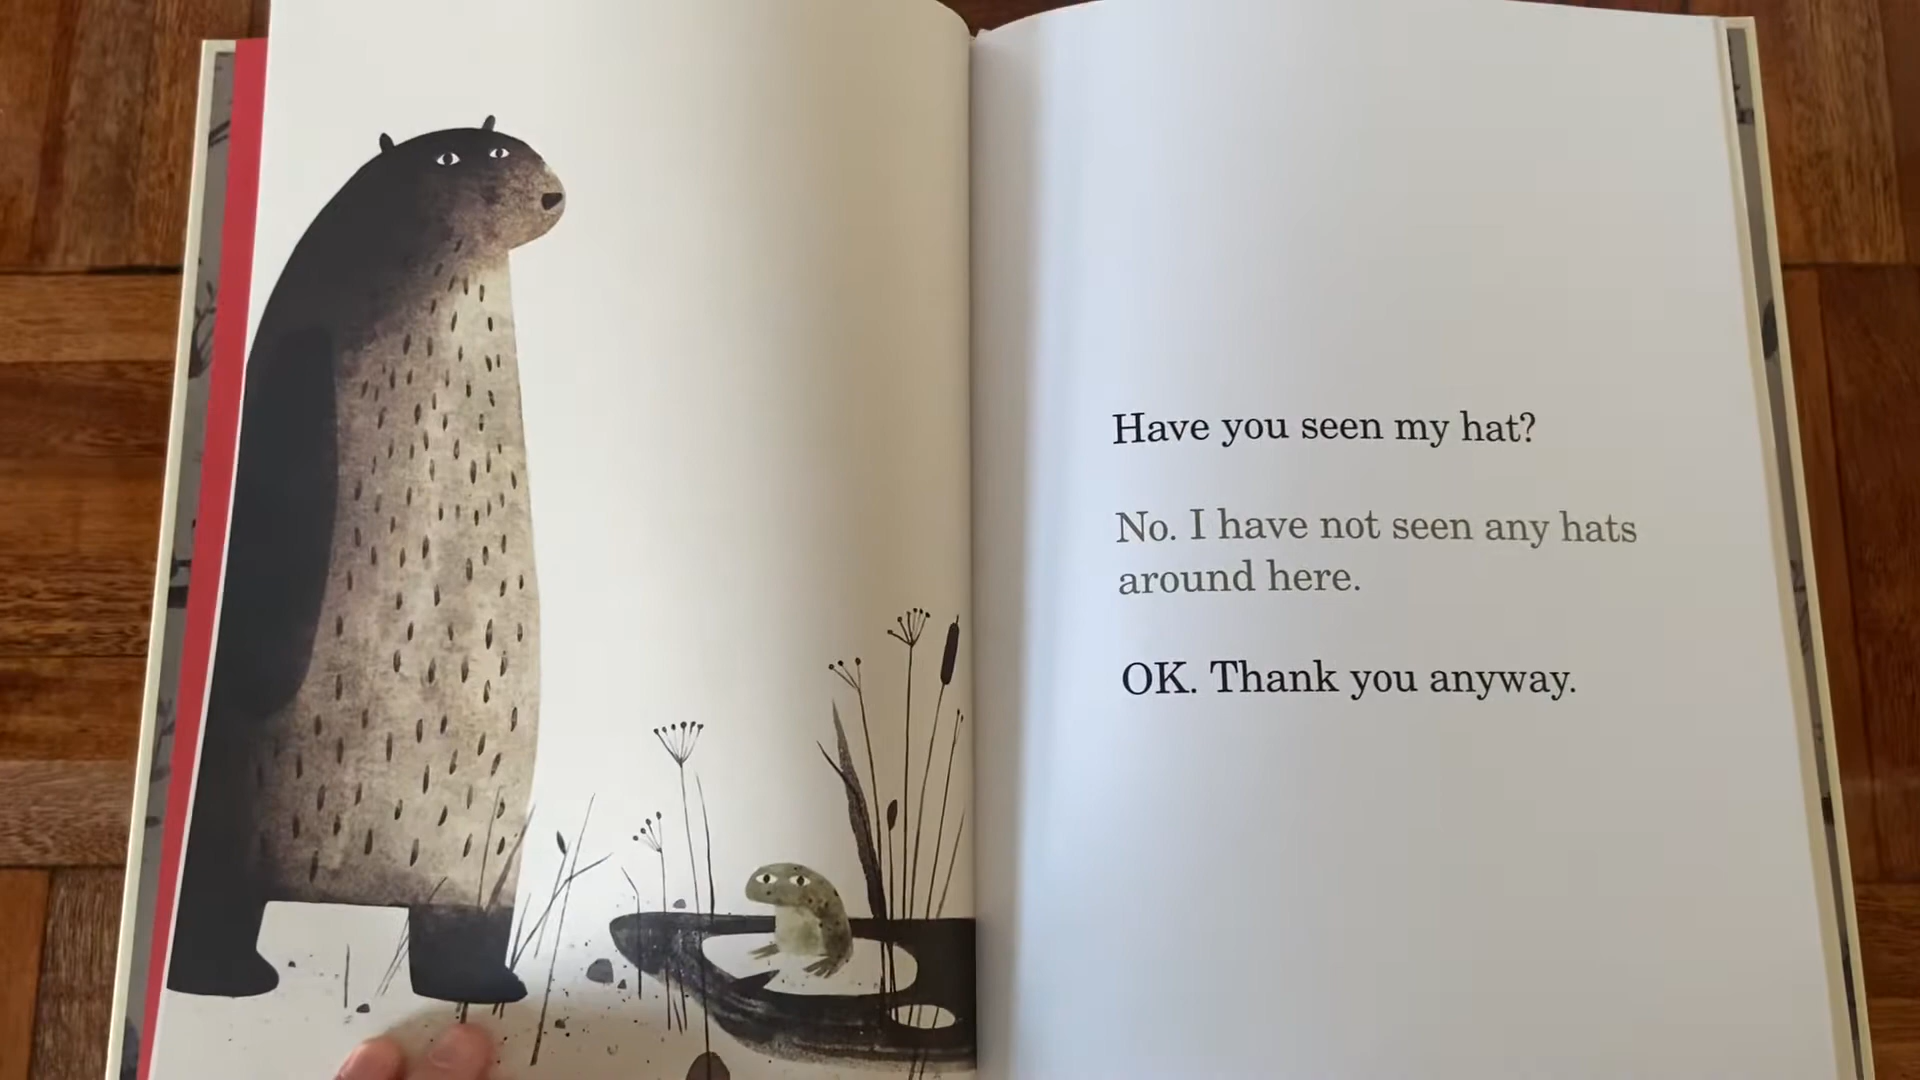 Have you seen my hat?
No. I have not seen any hats
around here.
OK. Thank you anyway.